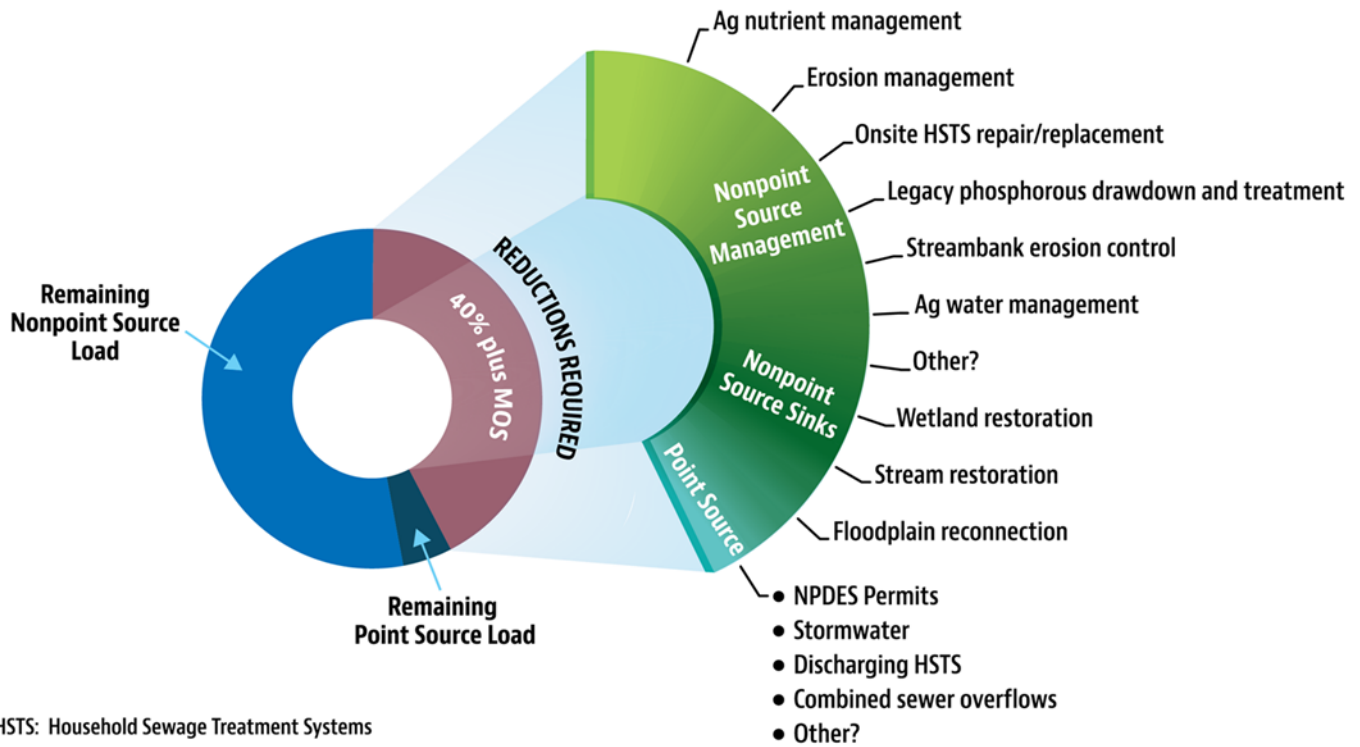 Ag nutrient management
Erosion management
Onsite HSTS repair/replacement
Legacy phosphorous drawdown and treatment
Streambank erosion control
Ag water management
Other?
Wetland restoration
Stream restoration
Floodplain reconnection
● NPDES Permits
● Stormwater
● Discharging HSTS
● Combined sewer overflows
● Other?
Nonpoint
Source
Management
Nonpoint
Source Sinks
Point Source
REDUCTIONS REQUIRED
40% plus MOS
Remaining
Nonpoint Source
Load
Remaining
Point Source Load
HSTS: Household Sewage Treatment Systems